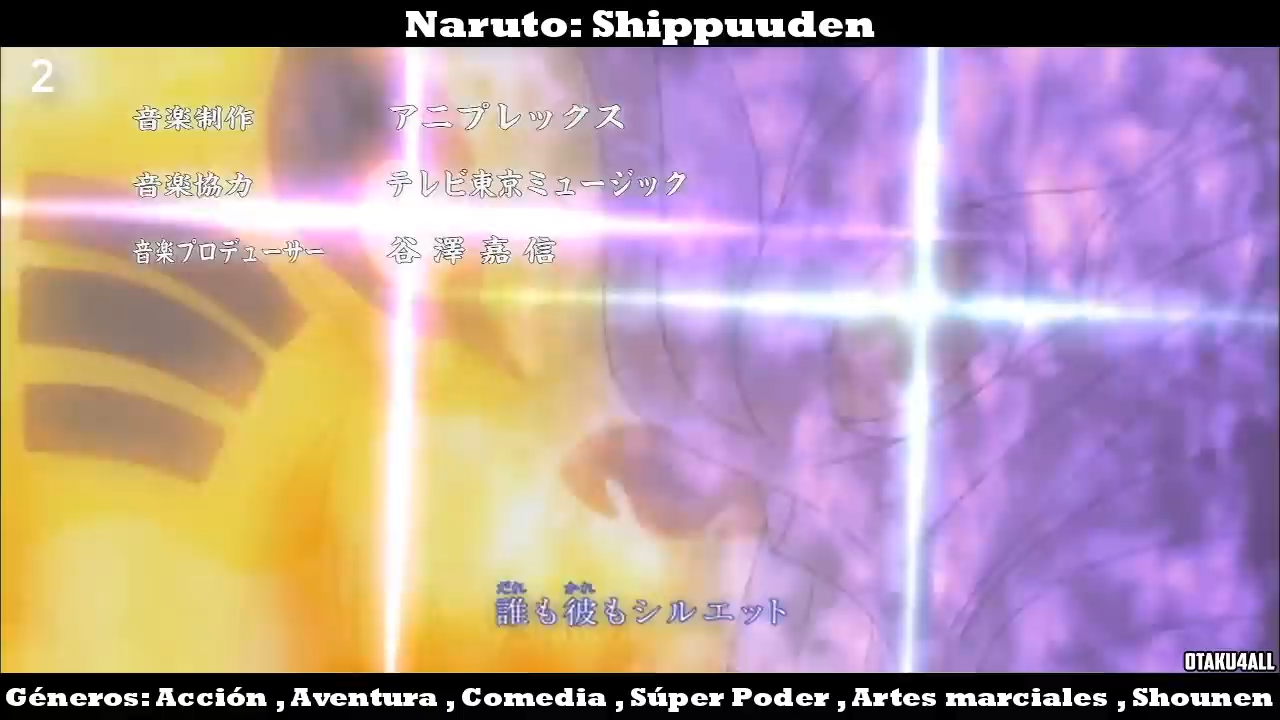 Naruto: Shippuuden
2
音楽制作 アニプレックス
音楽協力 テレビ東京ミュージック
音楽プロデューサー 谷澤嘉信
だれ かれ
誰も彼もシルエット
OTAKU4ALL
Géneros: Acción , Aventura , Comedia , Súper Poder , Artes marciales , Shounen